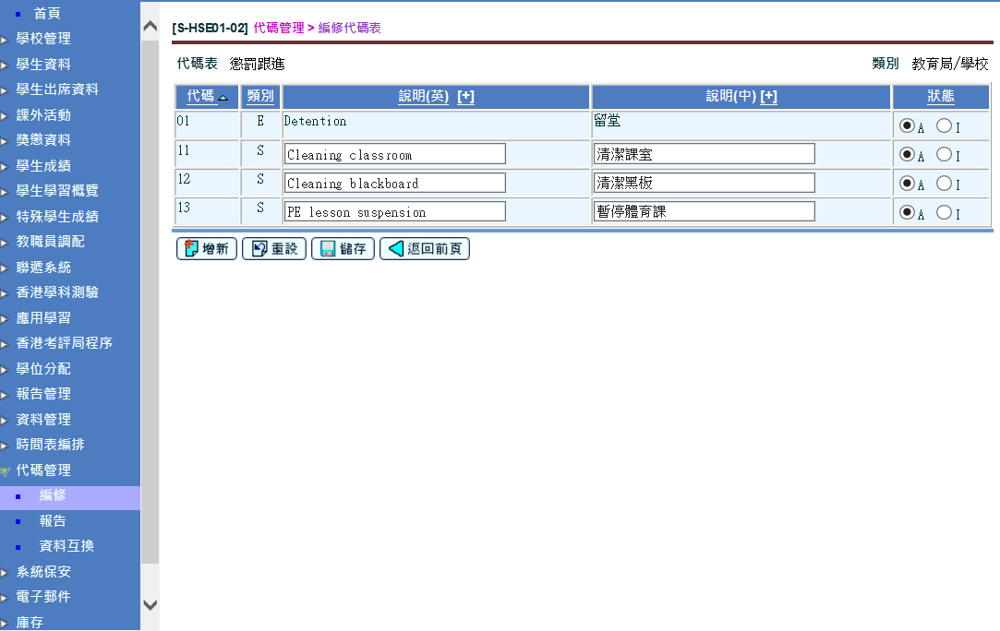 首頁
學校管理
學生資料
學生出席資料
課外活動
獎懲資料
學生成績
學生學習概覽
特殊學生成績
教職員調配
聯遞系統
香港學科測驗
應用學習
香港考評局程序
學位分配
報告管理
資料管理
時間表編排
代碼管理
編修
報告
資料互換
系統保安
電子郵件
庫存
[S-HSE01-02] 代碼管理 > 編修代碼表
代碼表 懲罰跟進 類別 教育局/學校
代碼 類別 說明(英) [+] 說明(中) [+] 狀態
01 E Detention 留堂 A I
11 S Cleaning classroom 清潔課室 A I
12 S Cleaning blackboard 清潔黑板 A I
13 S PE lesson suspension 暫停體育課 A I
增新 重設 儲存 返回前頁